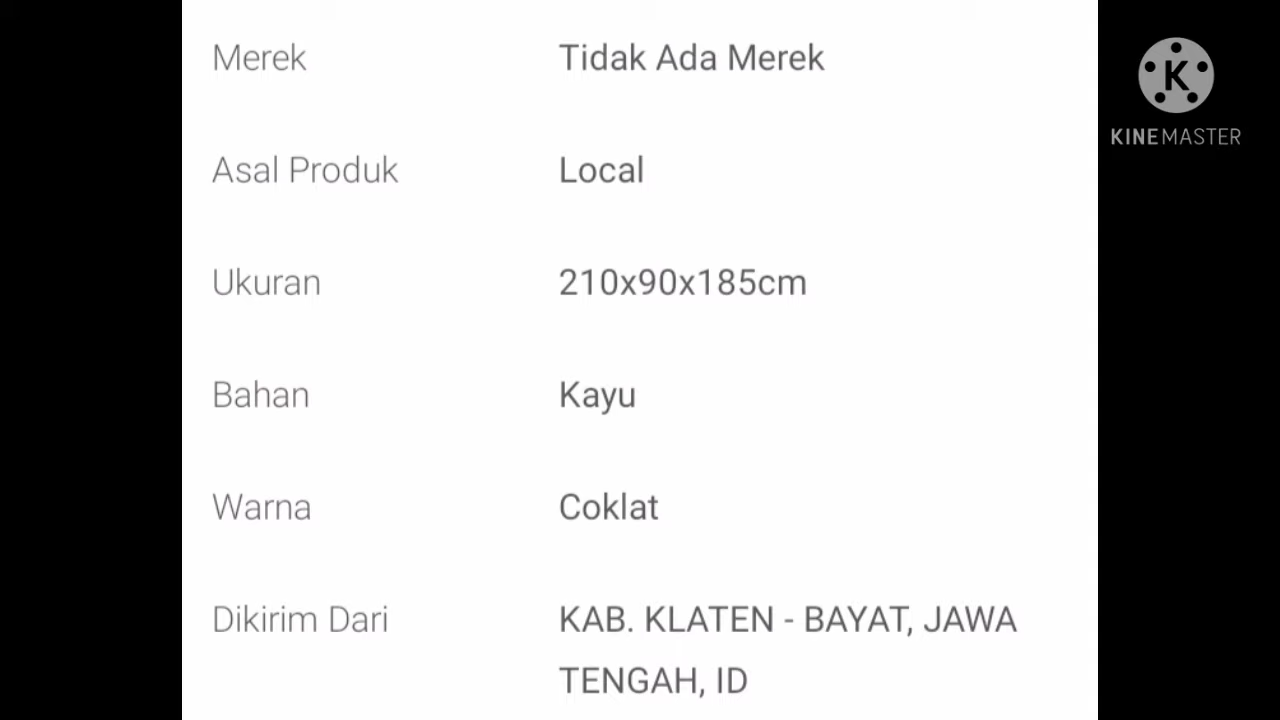 Merek Tidak Ada Merek
Asal Produk Local
Ukuran 210x90x185cm
Bahan Kayu
Warna Coklat
Dikirim Dari KAB. KLATEN - BAYAT, JAWA
TENGAH, ID
K
KINEMASTER